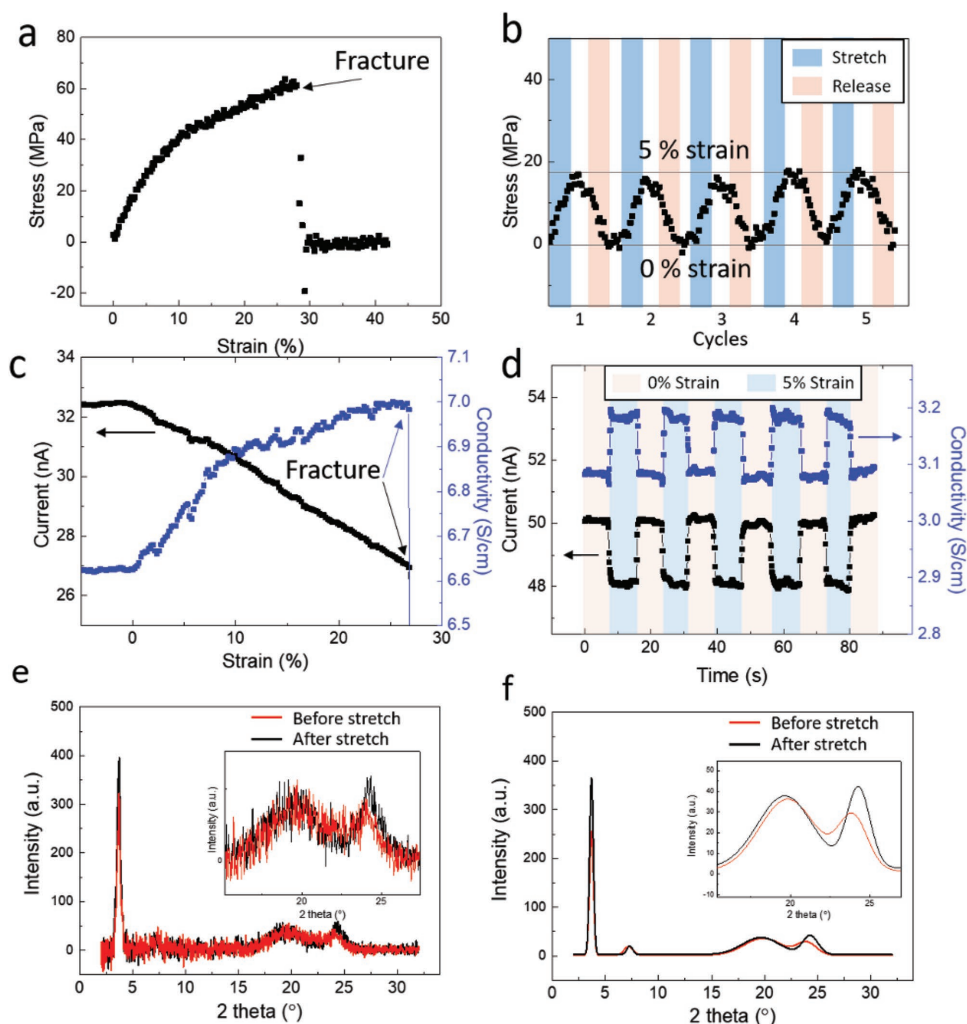 a
80
60
40
20
0
-20
Stress (MPa)
0
10
20
30
40
50
Strain (%)
Fracture
b
40
20
0
Stress (MPa)
Stretch
Release
5 % strain
0 % strain
1
2
3
4
5
Cycles
c
34
32
30
28
26
Current (nA)
0
10
20
30
Strain (%)
Fracture
7.1
7.0
6.9
6.8
6.7
6.6
6.5
Conductivity (S/cm)
d
54
52
50
48
Current (nA)
0% Strain
5% Strain
0
20
40
60
80
100
Time (s)
3.2
3.1
3.0
2.9
2.8
Conductivity (S/cm)
e
500
400
300
200
100
0
Intensity (a.u.)
Before stretch
After stretch
Intensity (a.u.)
0
20
25
2 theta (°)
0
5
10
15
20
25
30
2 theta (°)
f
500
400
300
200
100
0
Intensity (a.u.)
Before stretch
After stretch
50
40
30
20
10
0
-10
Intensity (a.u.)
20
25
2 theta (°)
0
5
10
15
20
25
30
2 theta (°)